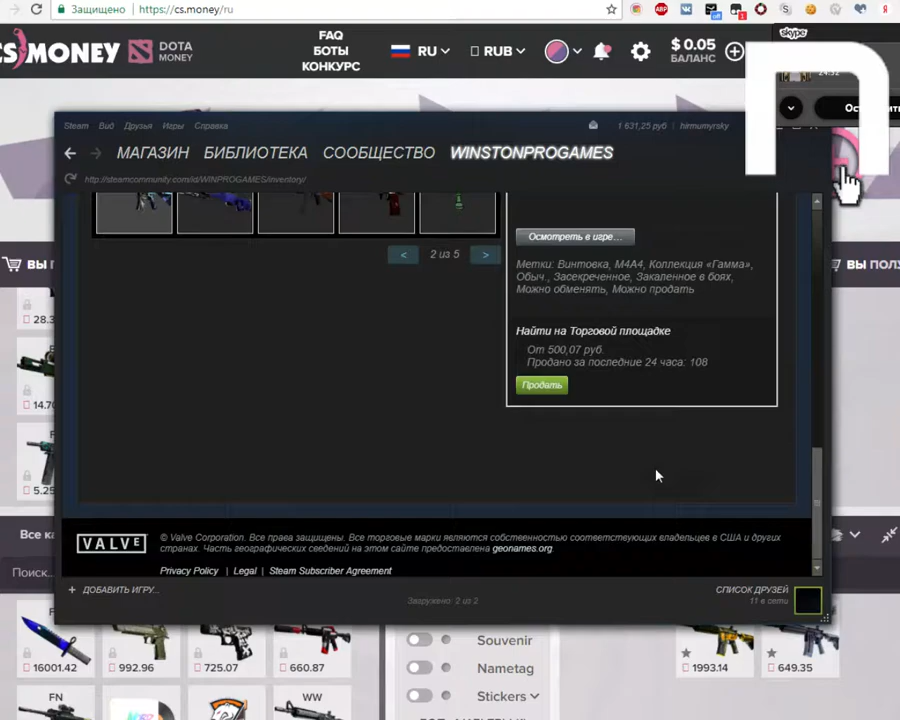 Защищено https://cs.money/ru
CS MONEY
DOTA
MONEY
FAQ
БОТЫ
КОНКУРС
RU
RUB
$ 0.05
БАЛАНС
skype
24:32
Steam Вид Друзья Игры Справка
1 631,25 руб hirmumyrsky
МАГАЗИН БИБЛИОТЕКА СООБЩЕСТВО WINSTONPROGAMES
http://steamcommunity.com/id/WINPROGAMES/inventory/
< 2 из 5 >
Осмотреть в игре...
Метки: Винтовка, M4A4, Коллекция «Гамма»,
Обыч., Засекреченное, Закаленное в боях,
Можно обменять, Можно продать
Найти на Торговой площадке
От 500,07 руб.
Продано за последние 24 часа: 108
Продать
ВЫ П
ВЫ ПОЛУ
28.3
14.70
5.25
VALVE
© Valve Corporation. Все права защищены. Все торговые марки являются собственностью соответствующих владельцев в США и других
странах. Часть географических сведений на этом сайте предоставлена geonames.org.
Privacy Policy | Legal | Steam Subscriber Agreement
+ ДОБАВИТЬ ИГРУ...
Загружено: 2 из 2
СПИСОК ДРУЗЕЙ
11 в сети
Все ка
Поиск...
16001.42
992.96
725.07
660.87
Souvenir
Nametag
Stickers
1993.14
649.35
FN
WW